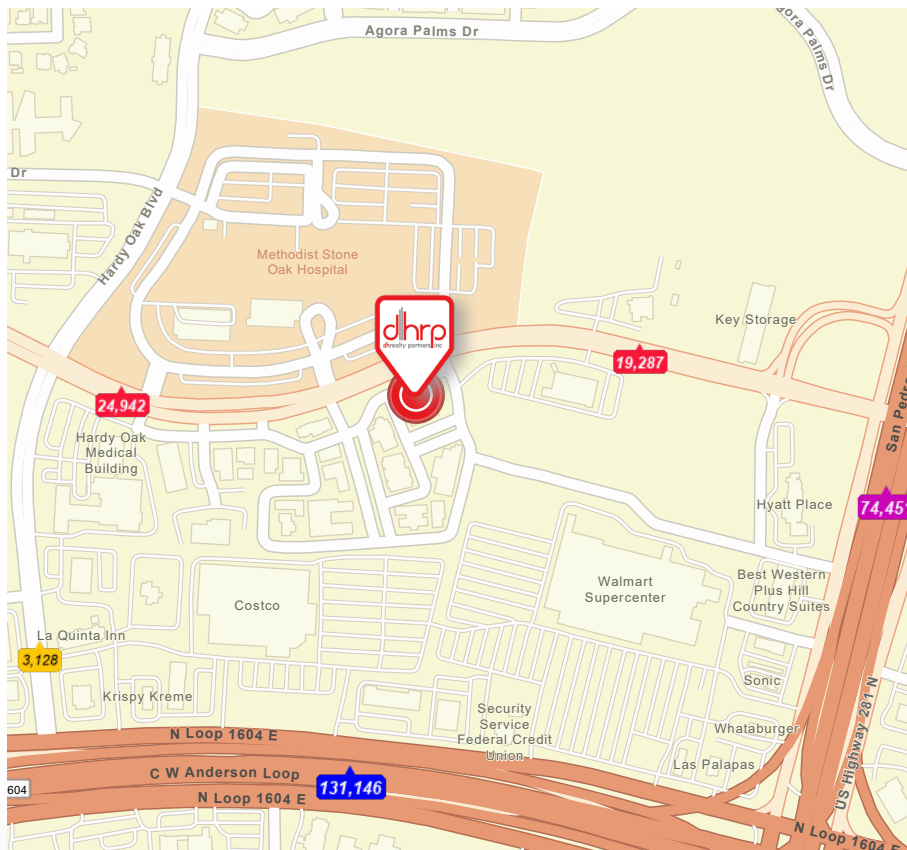 Agora Palms Dr
Agora Palms Dr
Dr
Hardy Oak Blvd
Methodist Stone
Oak Hospital
dhrp
dhrealty partners, inc
Key Storage
19,287
24,942
San Pedro
Hardy Oak
Medical
Building
Hyatt Place
74,451
Walmart
Supercenter
Best Western
Plus Hill
Country Suites
Costco
La Quinta Inn
3,128
Sonic
Krispy Kreme
Security
Service
Federal Credit
Union
Whataburger
Las Palapas
US Highway 281 N
N Loop 1604 E
C W Anderson Loop
131,146
604
N Loop 1604 E
N Loop 1604 E